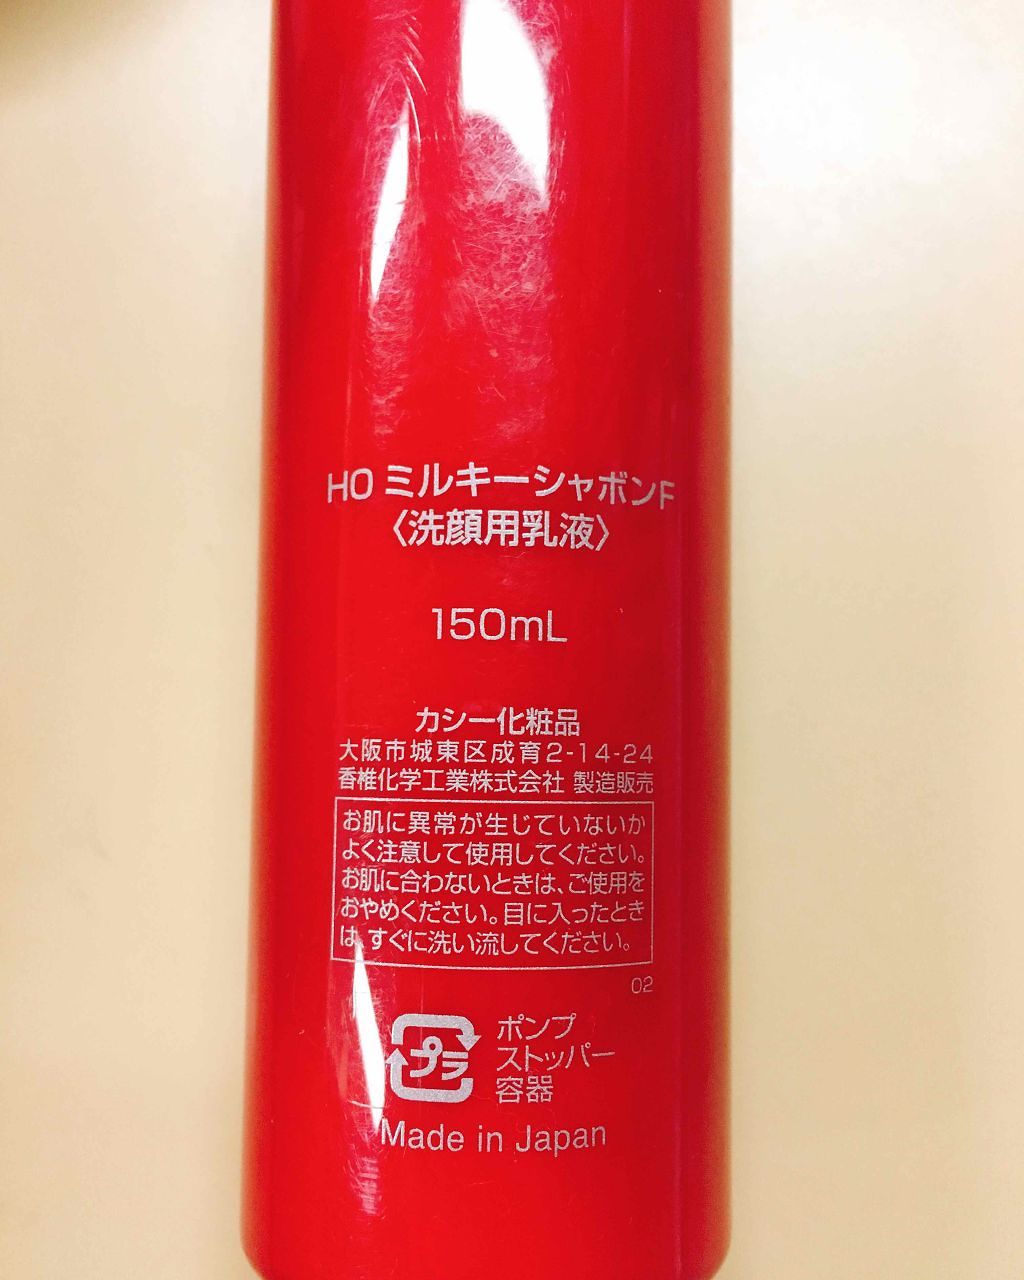 HO ミルキーシャボンF
〈洗顔用乳液〉
150mL
カシー化粧品
大阪市城東区成育2-14-24
香椎化学工業株式会社 製造販売
お肌に異常が生じていないか
よく注意して使用してください。
お肌に合わないときは、ご使用を
おやめください。目に入ったとき
は、すぐに洗い流してください。
02
プラ
ポンプ
ストッパー
容器
Made in Japan